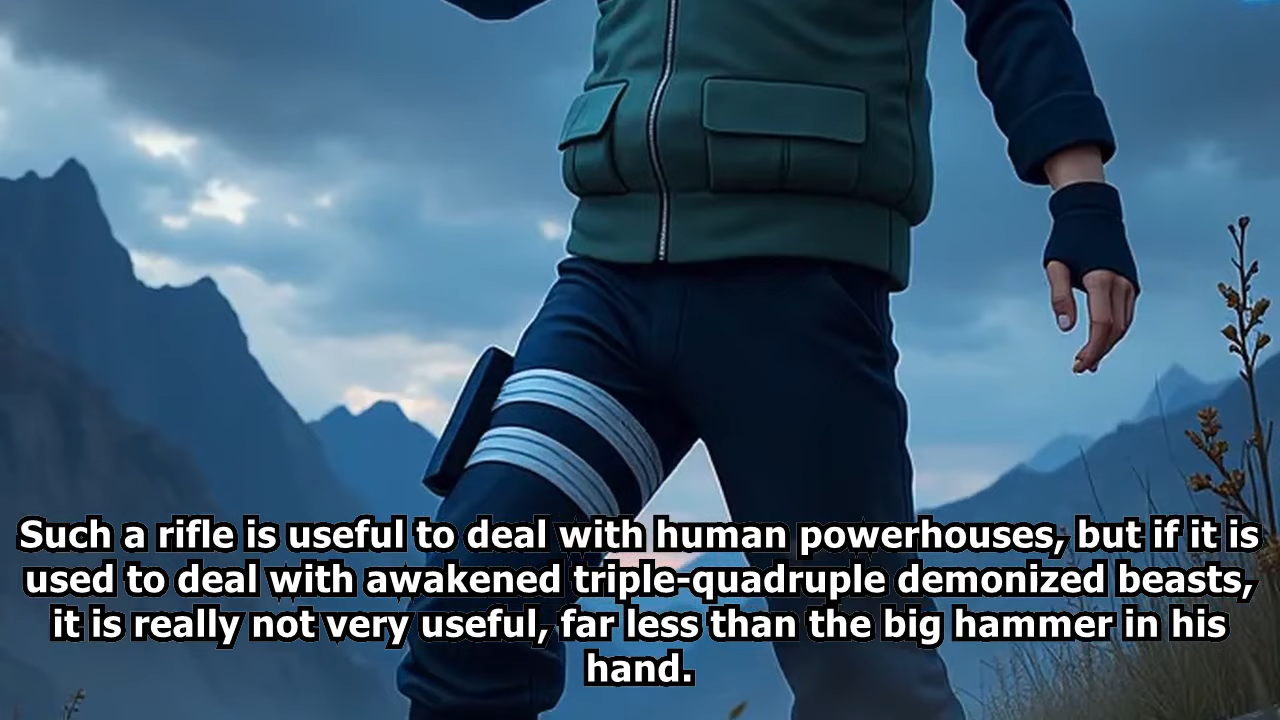 Such a rifle is useful to deal with human powerhouses, but if it is
used to deal with awakened triple-quadruple demonized beasts,
it is really not very useful, far less than the big hammer in his
hand.